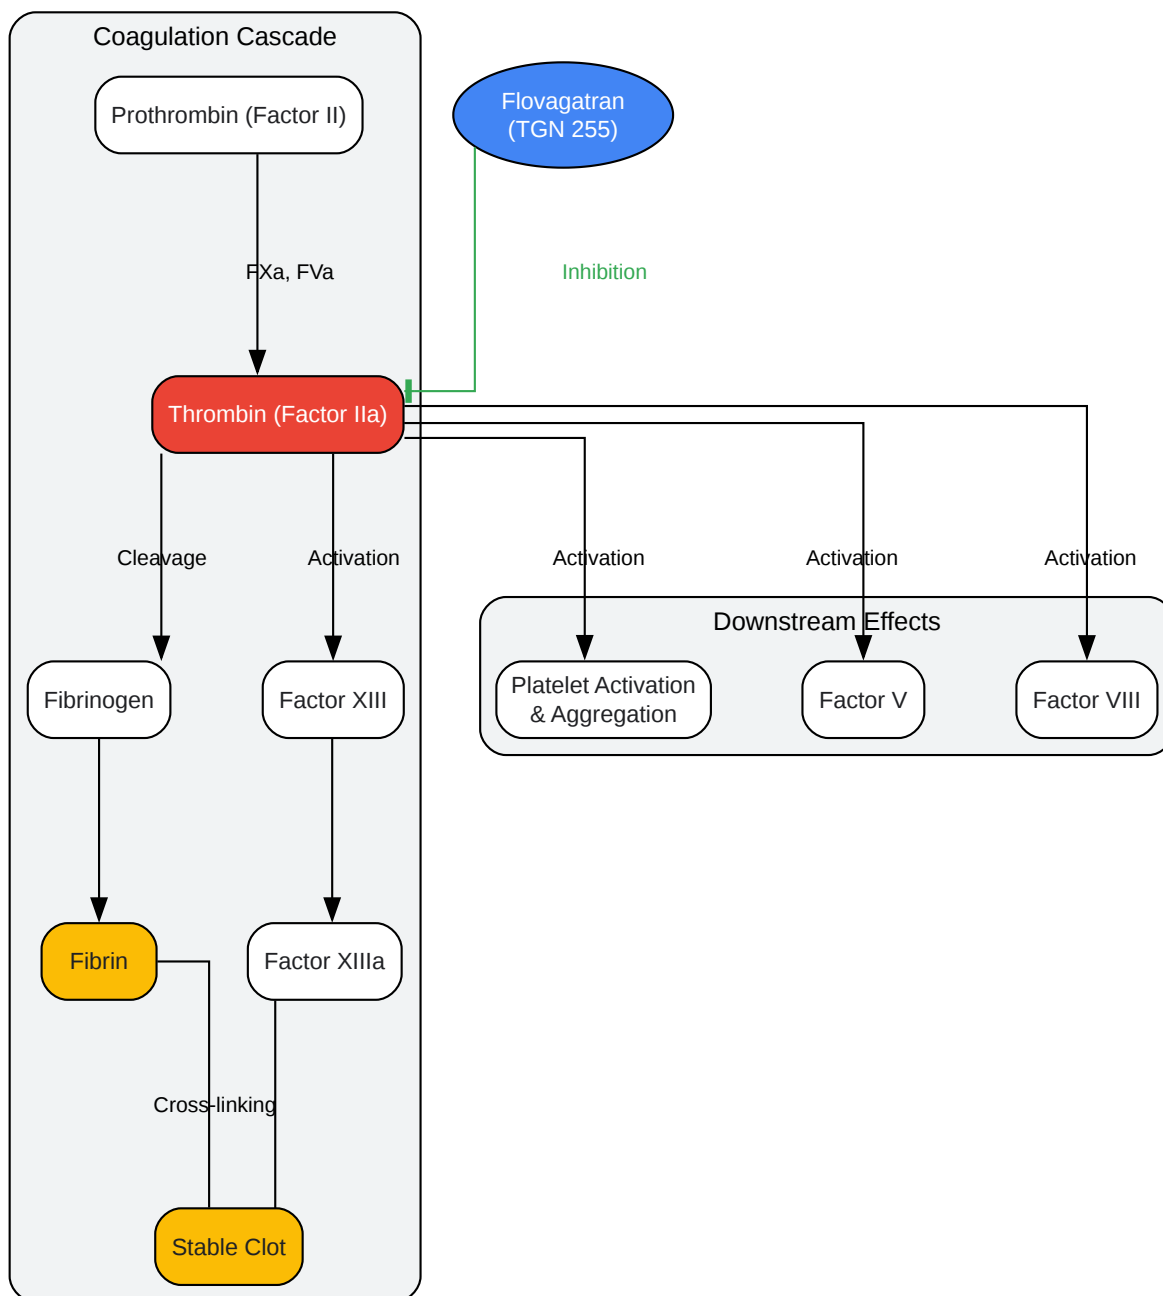 Coagulation Cascade
Prothrombin (Factor II)
Flovagatran
(TGN 255)
FXa, FVa
Inhibition
Thrombin (Factor IIa)
Cleavage
Activation
Activation
Activation
Activation
Downstream Effects
Fibrinogen
Factor XIII
Platelet Activation
& Aggregation
Factor V
Factor VIII
Fibrin
Factor XIIIa
Cross-linking
Stable Clot